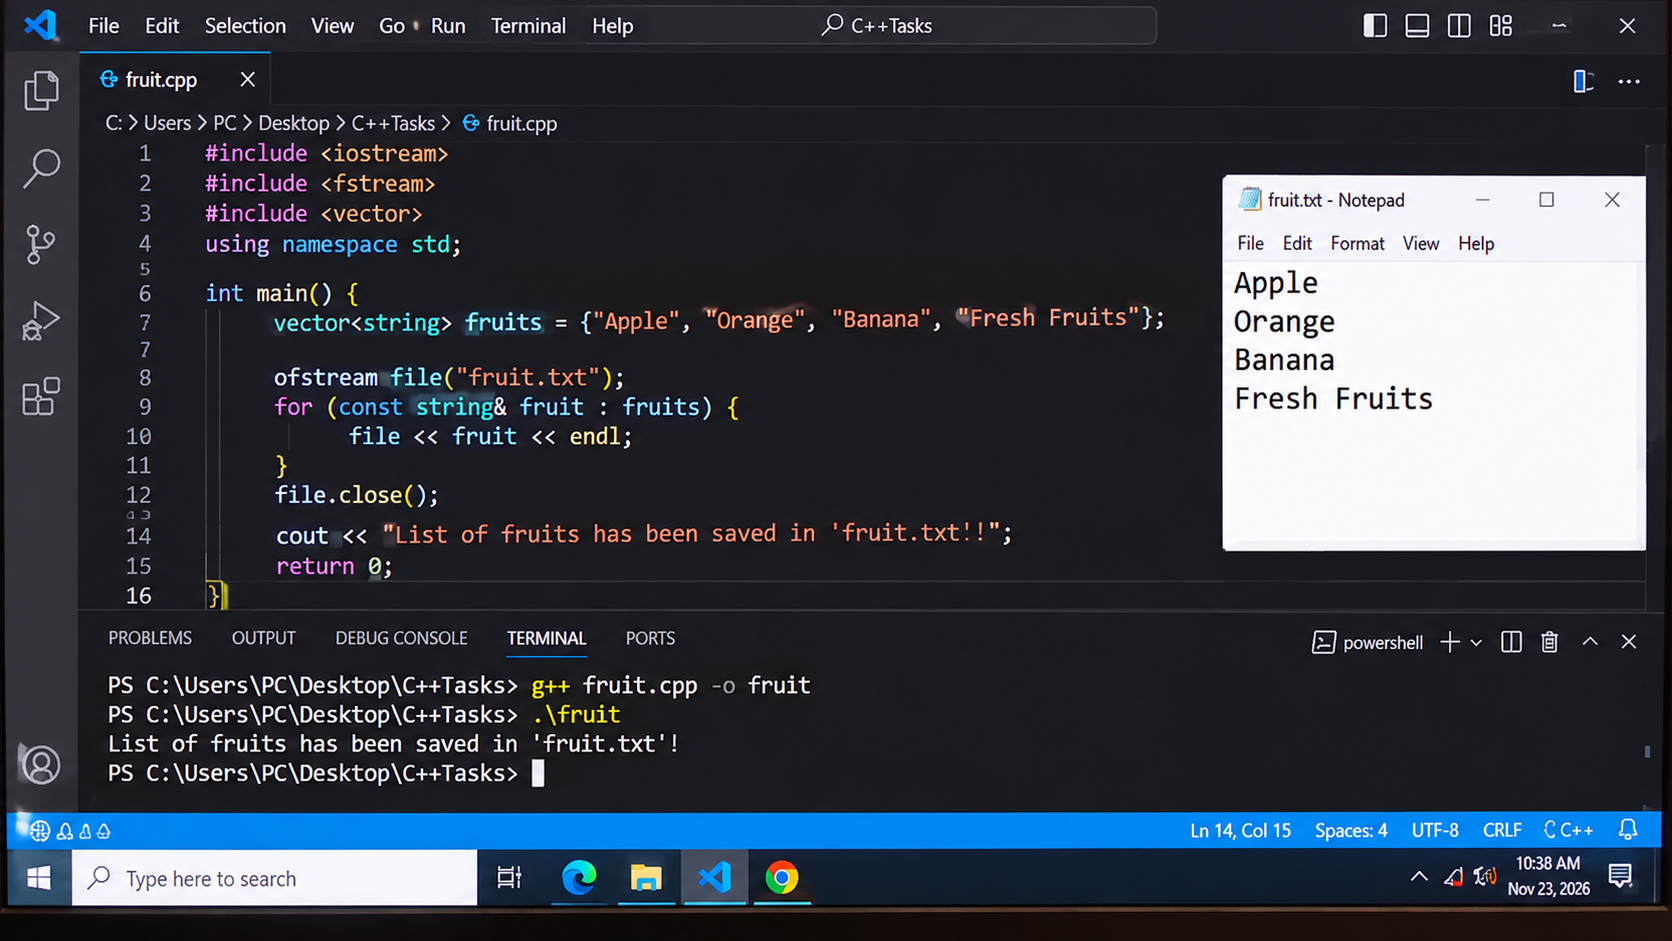 File Edit Selection View Go Run Terminal Help C++Tasks
fruit.cpp
C: > Users > PC > Desktop > C++Tasks > fruit.cpp
1 #include <iostream>
2 #include <fstream>
3 #include <vector>
4 using namespace std;
5
6 int main() {
7 vector<string> fruits = {"Apple", "Orange", "Banana", "Fresh Fruits"};
7
8 ofstream file("fruit.txt");
9 for (const string& fruit : fruits) {
10 file << fruit << endl;
11 }
12 file.close();
14 cout << "List of fruits has been saved in 'fruit.txt!!";
15 return 0;
16 }
fruit.txt - Notepad
File Edit Format View Help
Apple
Orange
Banana
Fresh Fruits
PROBLEMS OUTPUT DEBUG CONSOLE TERMINAL PORTS powershell
PS C:\Users\PC\Desktop\C++Tasks> g++ fruit.cpp -o fruit
PS C:\Users\PC\Desktop\C++Tasks> .\fruit
List of fruits has been saved in 'fruit.txt'!
PS C:\Users\PC\Desktop\C++Tasks>
Ln 14, Col 15 Spaces: 4 UTF-8 CRLF C++
Type here to search
10:38 AM
Nov 23, 2026